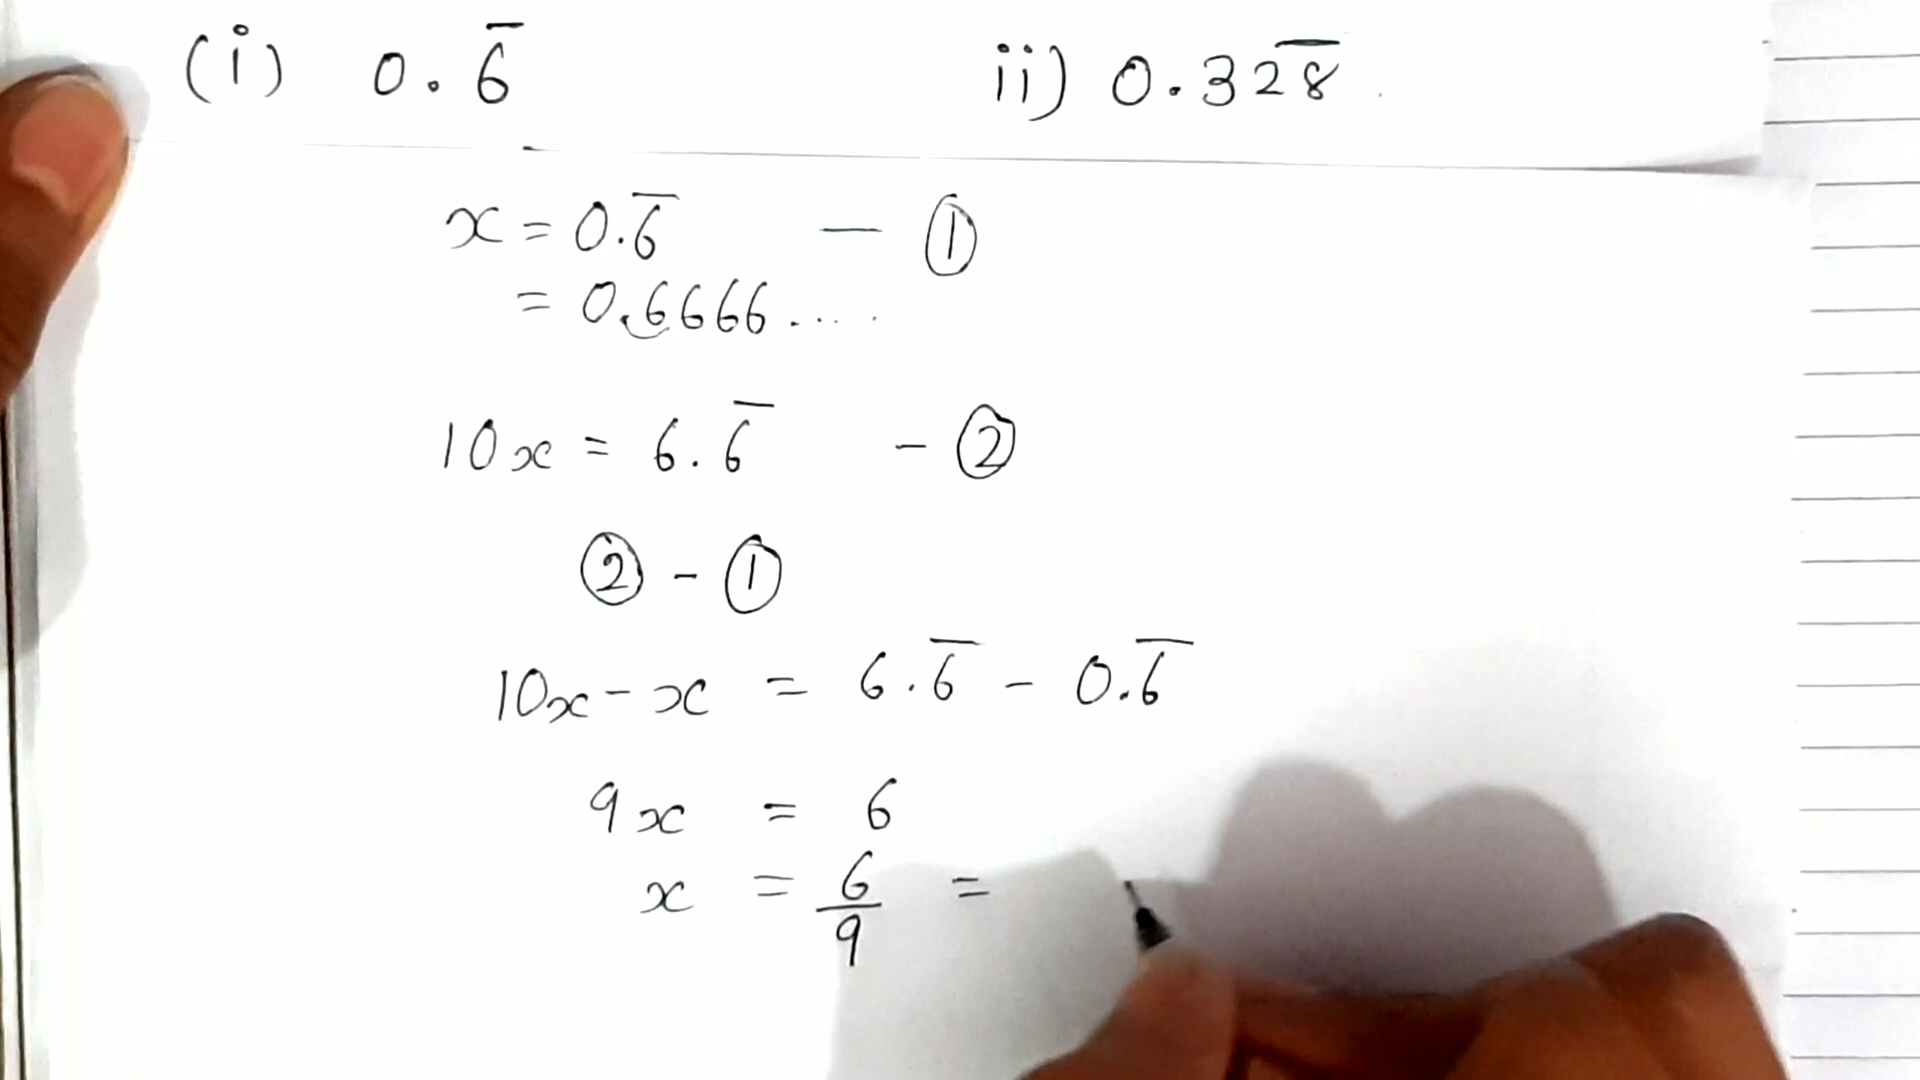 (i) 0.6̅ ii) 0.32̅8̅
x = 0.6̅ — ①
= 0.6666.....
10x = 6.6̅ - ②
② - ①
10x - x = 6.6̅ - 0.6̅
9x = 6
x = 6/9 =